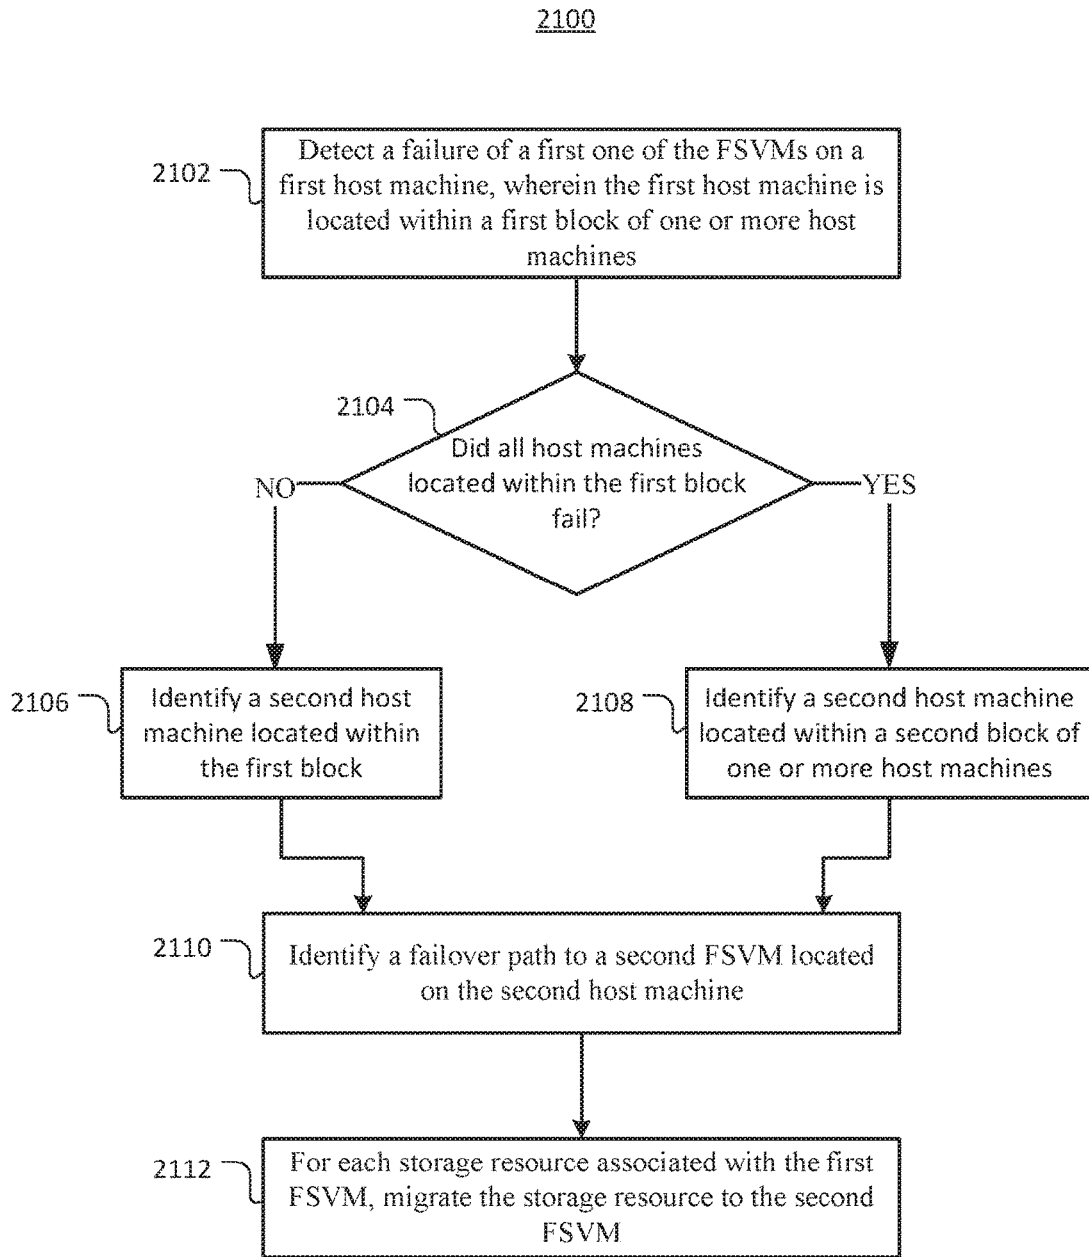 2100
2102
Detect a failure of a first one of the FSVMs on a
first host machine, wherein the first host machine is
located within a first block of one or more host
machines
2104
Did all host machines
located within the first block
fail?
NO
YES
2106
Identify a second host
machine located within
the first block
2108
Identify a second host machine
located within a second block of
one or more host machines
2110
Identify a failover path to a second FSVM located
on the second host machine
2112
For each storage resource associated with the first
FSVM, migrate the storage resource to the second
FSVM